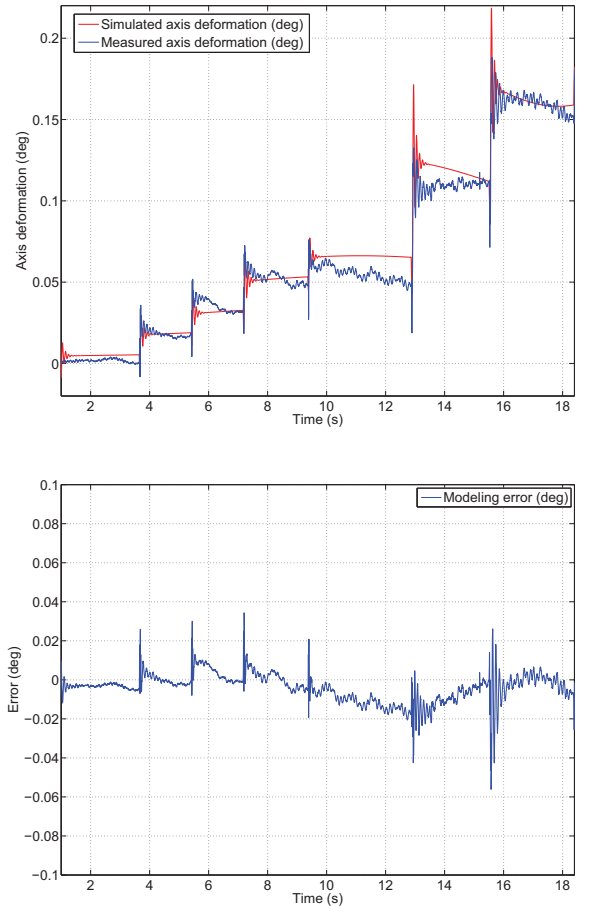 Simulated axis deformation (deg)
Measured axis deformation (deg)
Axis deformation (deg)
0.2
0.15
0.1
0.05
0
2 4 6 8 10 12 14 16 18
Time (s)
Modeling error (deg)
Error (deg)
0.1
0.08
0.06
0.04
0.02
0
−0.02
−0.04
−0.06
−0.08
−0.1
2 4 6 8 10 12 14 16 18
Time (s)